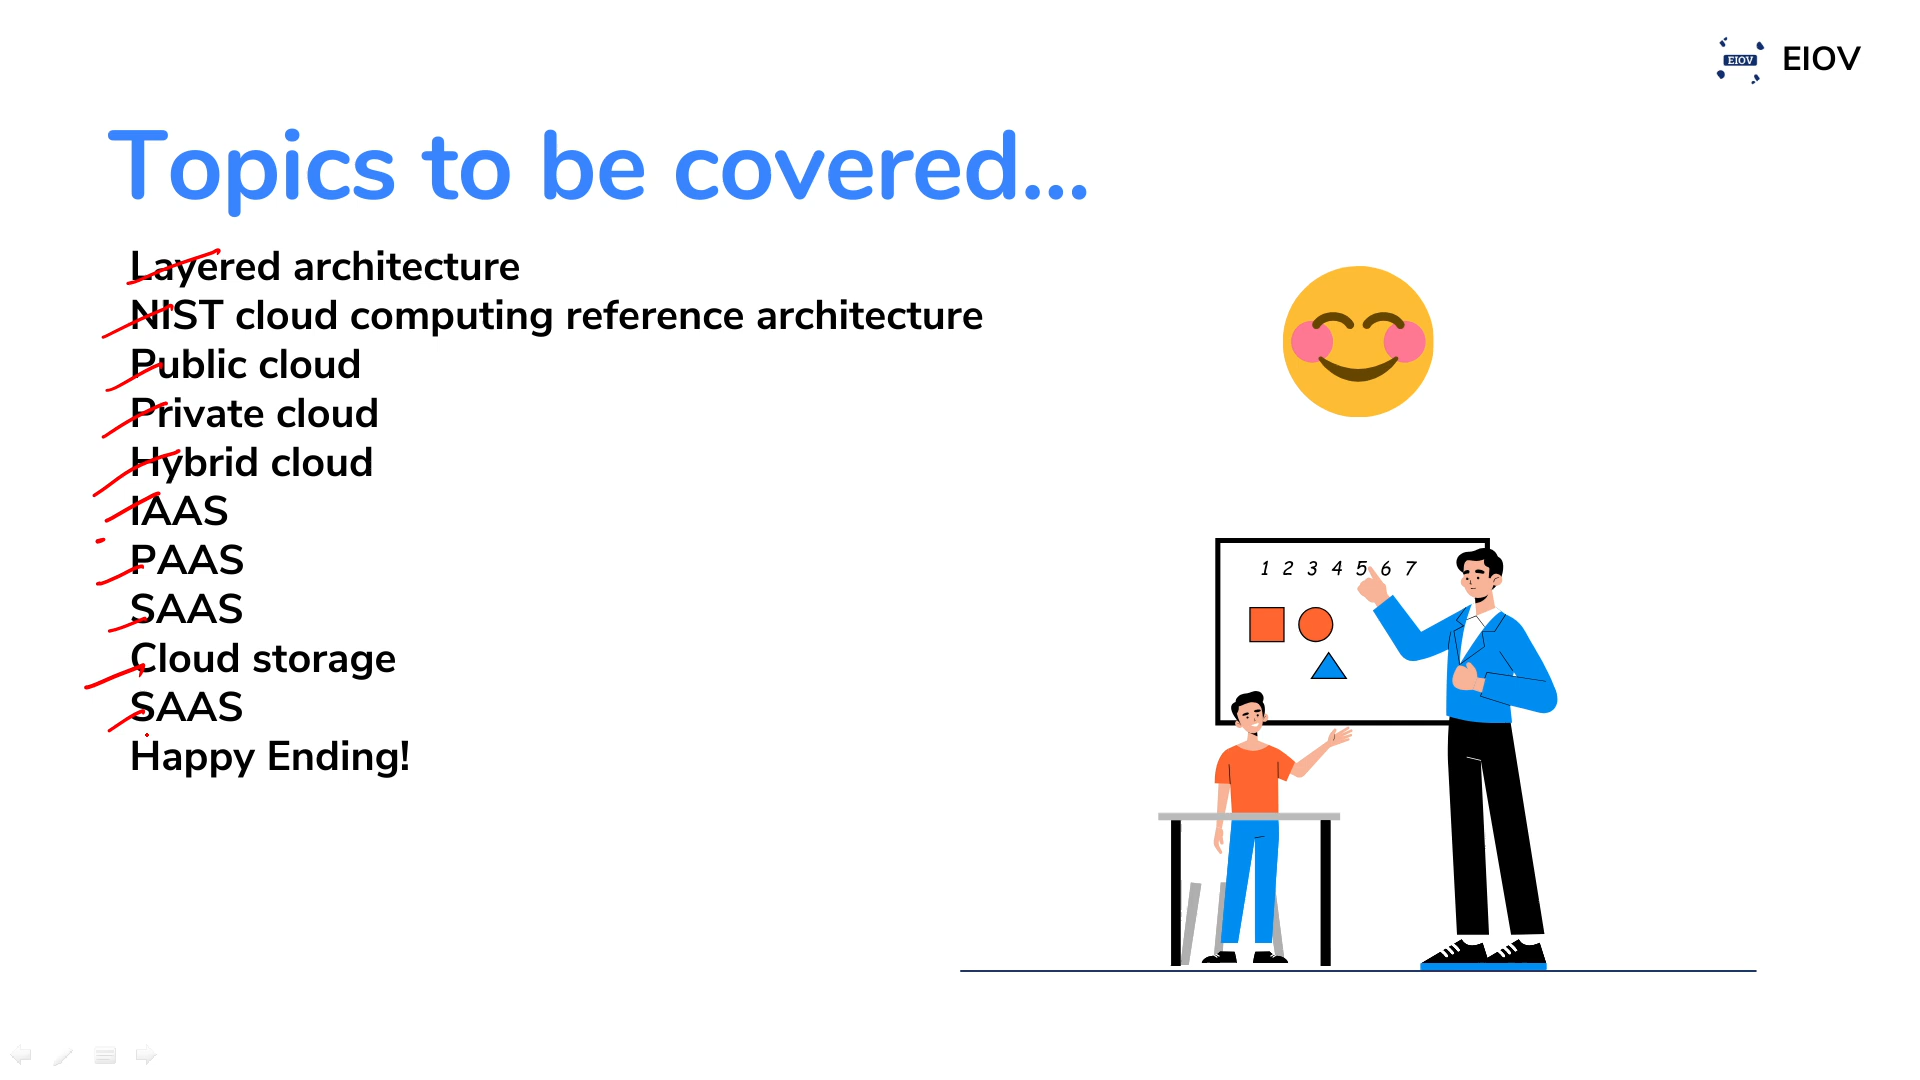 EIOV EIOV
Topics to be covered...
Layered architecture
NIST cloud computing reference architecture
Public cloud
Private cloud
Hybrid cloud
IAAS
PAAS
SAAS
Cloud storage
SAAS
Happy Ending!
1 2 3 4 5 6 7